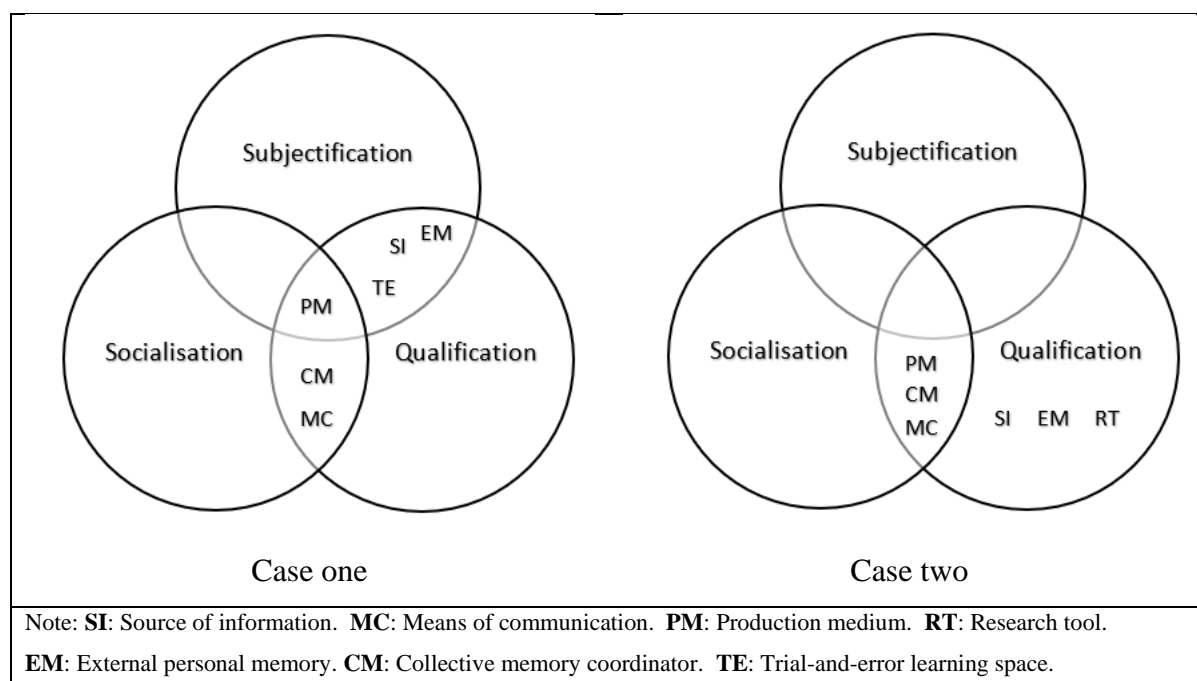 Subjectification
SI
EM
TE
PM
Socialisation
Qualification
CM
MC
Case one
Subjectification
Socialisation
Qualification
PM
CM
MC
SI EM RT
Case two
Note: SI: Source of information. MC: Means of communication. PM: Production medium. RT: Research tool.
EM: External personal memory. CM: Collective memory coordinator. TE: Trial-and-error learning space.